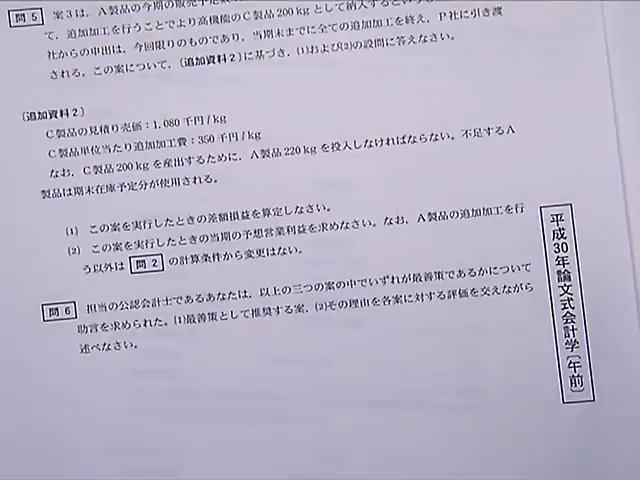 問5 案3は，A製品の今期の販売予定数
て，追加加工を行うことでより高機能のC製品200kgとして納入するという
社からの申出は，今回限りのものであり，当期末までに全ての追加加工を終え，P社に引き渡
される。この案について，〔追加資料2〕に基づき，(1)および(2)の設問に答えなさい。
〔追加資料2〕
C製品の見積り売価：1,080千円/kg
C製品単位当たり追加加工費：350千円/kg
なお，C製品200kgを産出するために，A製品220kgを投入しなければならない。不足するA
製品は期末在庫予定分が使用される。
(1) この案を実行したときの差額損益を算定しなさい。
(2) この案を実行したときの当期の予想営業利益を求めなさい。なお，A製品の追加加工を行
う以外は 問2 の計算条件から変更はない。
問6 担当の公認会計士であるあなたは，以上の三つの案の中でいずれが最善策であるかについて
助言を求められた。(1)最善策として推奨する案，(2)その理由を各案に対する評価を交えながら
述べなさい。
平成30年論文式会計学〔午前〕